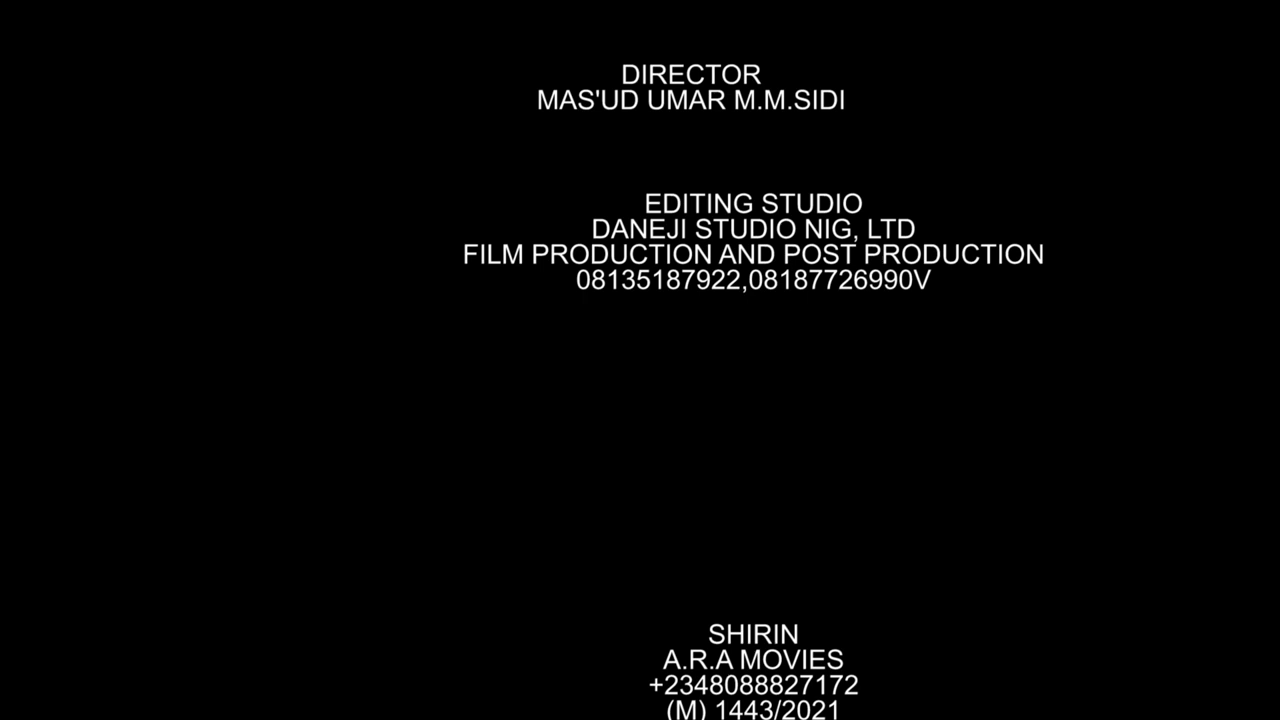 DIRECTOR
MAS'UD UMAR M.M.SIDI
EDITING STUDIO
DANEJI STUDIO NIG, LTD
FILM PRODUCTION AND POST PRODUCTION
08135187922,08187726990V
SHIRIN
A.R.A MOVIES
+2348088827172
(M) 1443/2021